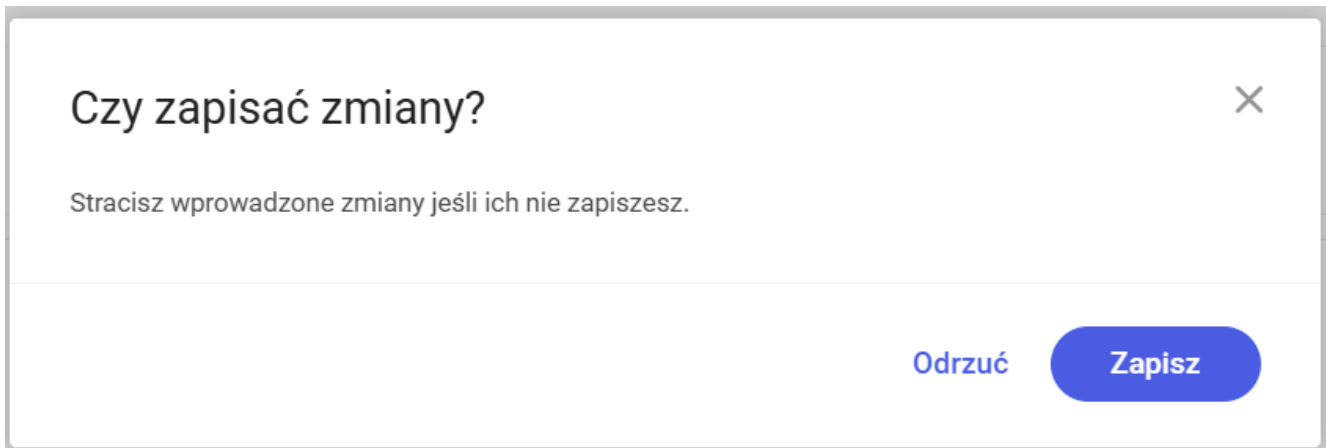 Czy zapisać zmiany?
Stracisz wprowadzone zmiany jeśli ich nie zapiszesz.
Odrzuć
Zapisz